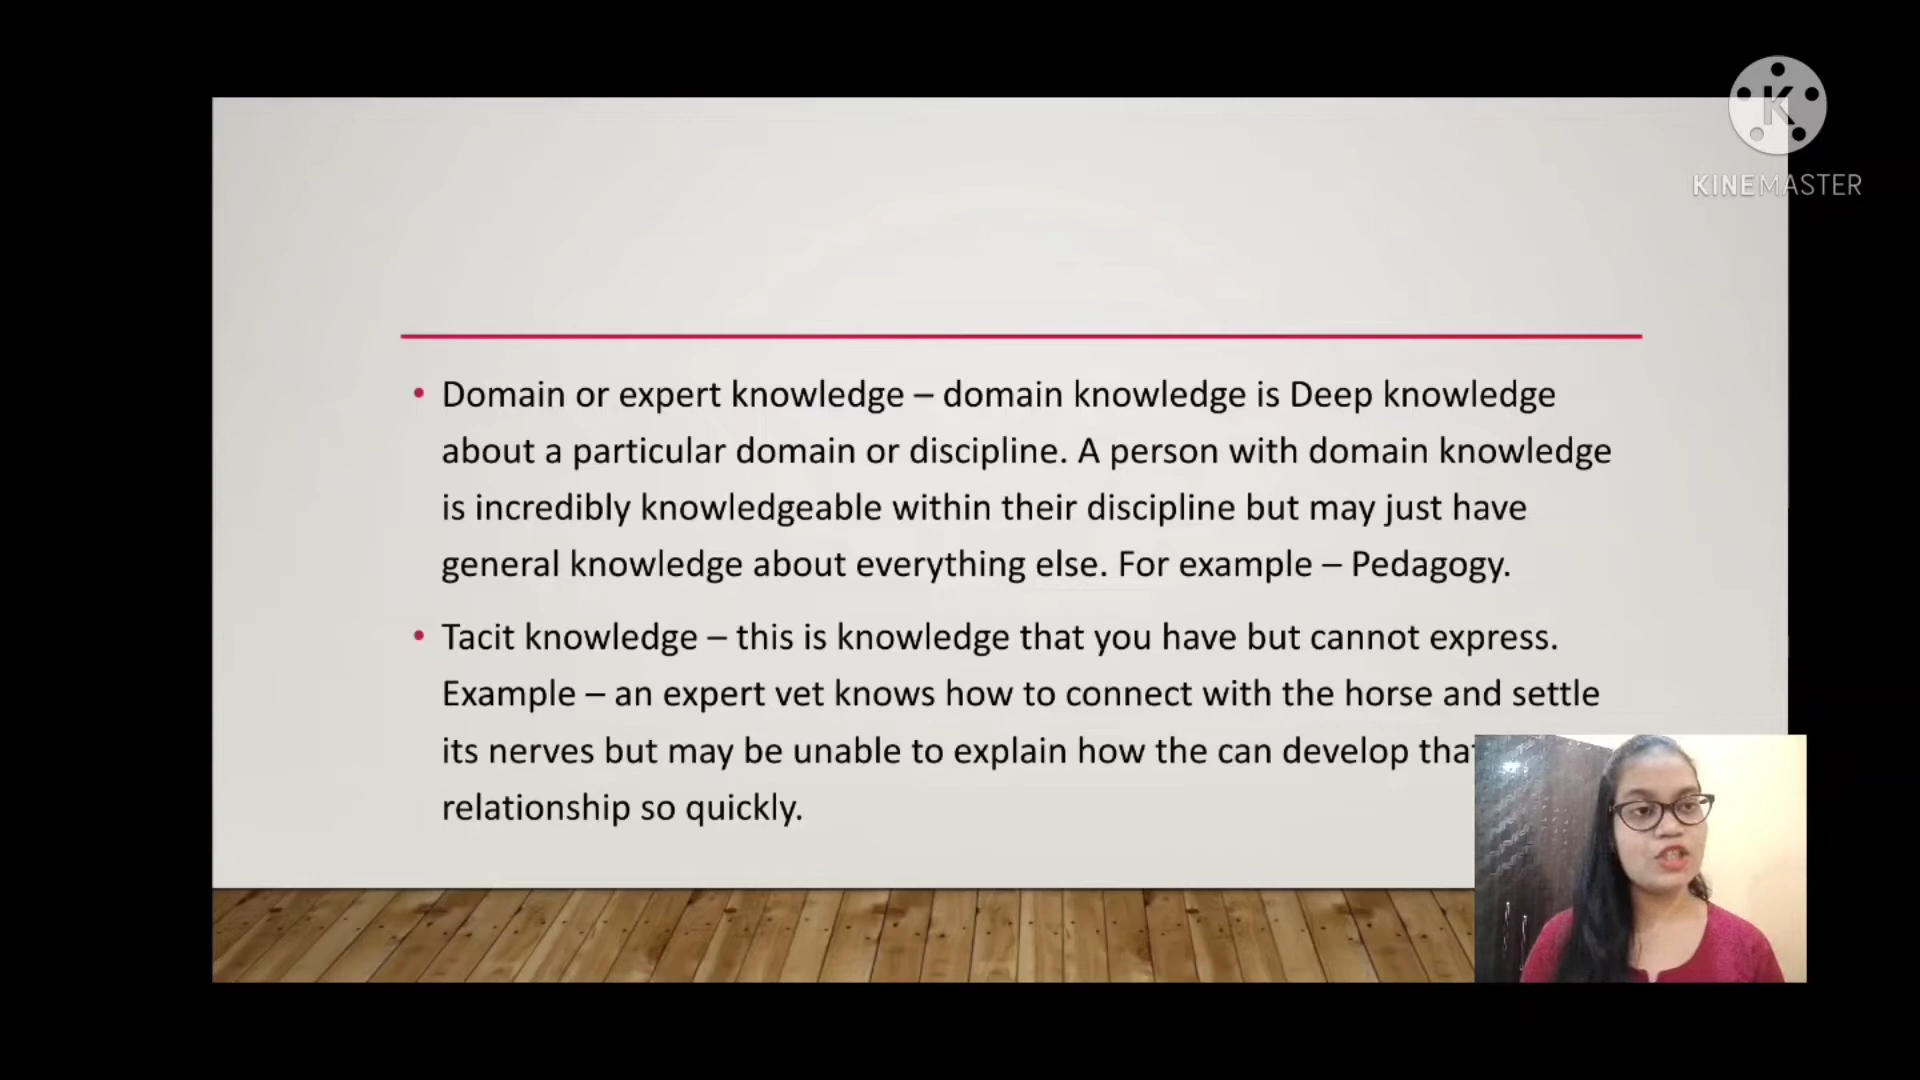 K
KINEMASTER
• Domain or expert knowledge – domain knowledge is Deep knowledge
about a particular domain or discipline. A person with domain knowledge
is incredibly knowledgeable within their discipline but may just have
general knowledge about everything else. For example – Pedagogy.
• Tacit knowledge – this is knowledge that you have but cannot express.
Example – an expert vet knows how to connect with the horse and settle
its nerves but may be unable to explain how the can develop that
relationship so quickly.